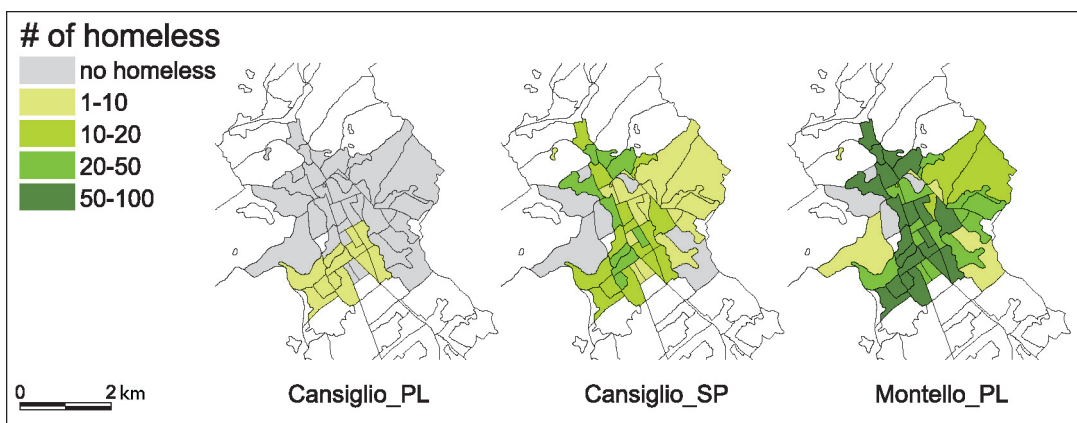 # of homeless
no homeless
1-10
10-20
20-50
50-100
0 2 km
Cansiglio_PL
Cansiglio_SP
Montello_PL